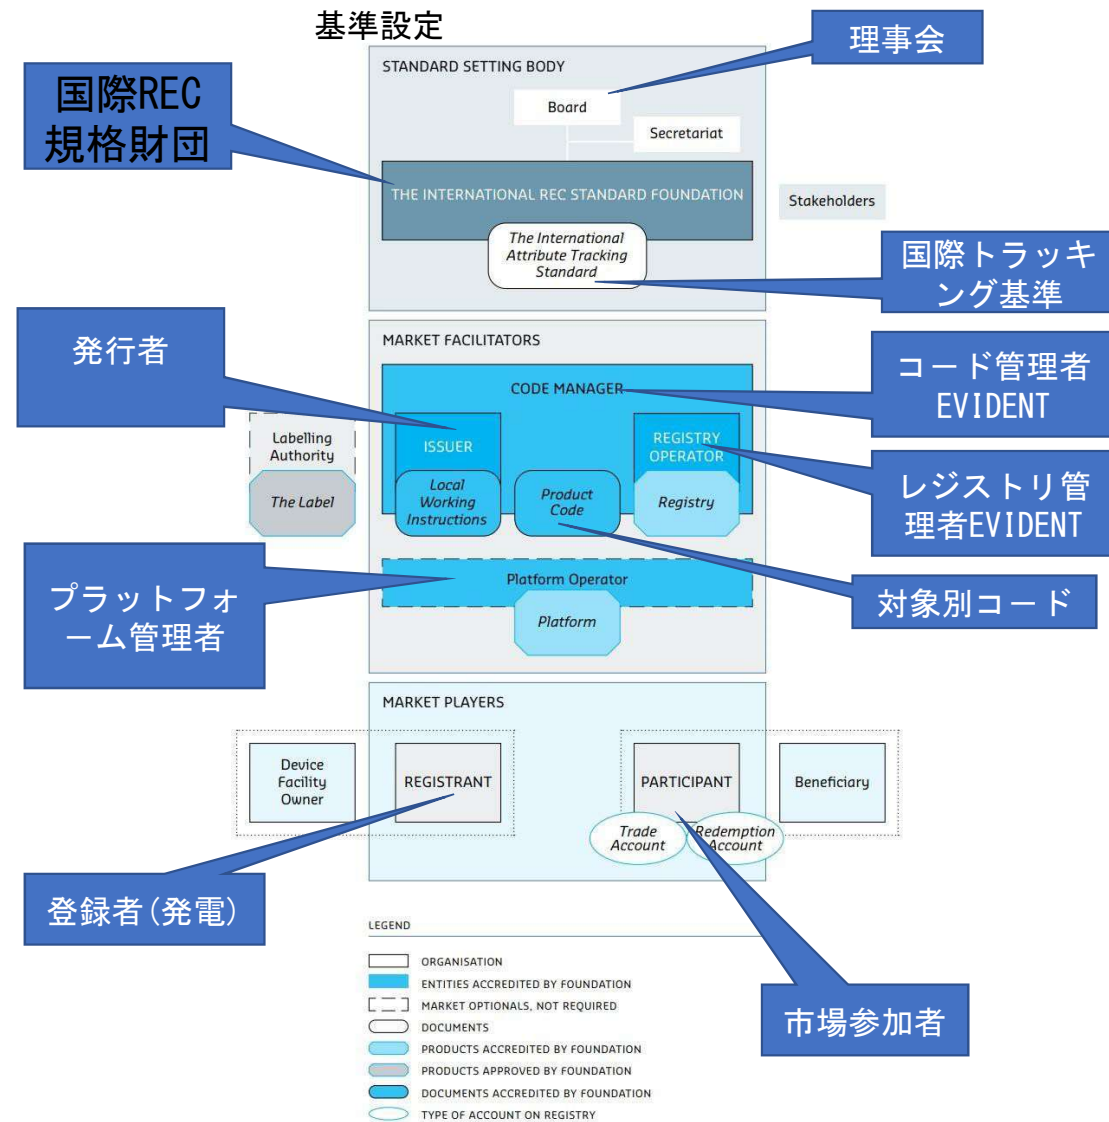 基準設定
理事会
STANDARD SETTING BODY
国際REC
規格財団
Board
Secretariat
THE INTERNATIONAL REC STANDARD FOUNDATION
Stakeholders
The International
Attribute Tracking
Standard
国際トラッキ
ング基準
発行者
MARKET FACILITATORS
コード管理者
EVIDENT
CODE MANAGER
Labelling
Authority
ISSUER
REGISTRY
OPERATOR
The Label
Local
Working
Instructions
Product
Code
Registry
レジストリ管
理者EVIDENT
プラットフォ
ーム管理者
Platform Operator
Platform
対象別コード
MARKET PLAYERS
Device
Facility
Owner
REGISTRANT
PARTICIPANT
Beneficiary
Trade
Account
Redemption
Account
登録者(発電)
市場参加者
LEGEND
ORGANISATION
ENTITIES ACCREDITED BY FOUNDATION
MARKET OPTIONALS, NOT REQUIRED
DOCUMENTS
PRODUCTS ACCREDITED BY FOUNDATION
PRODUCTS APPROVED BY FOUNDATION
DOCUMENTS ACCREDITED BY FOUNDATION
TYPE OF ACCOUNT ON REGISTRY